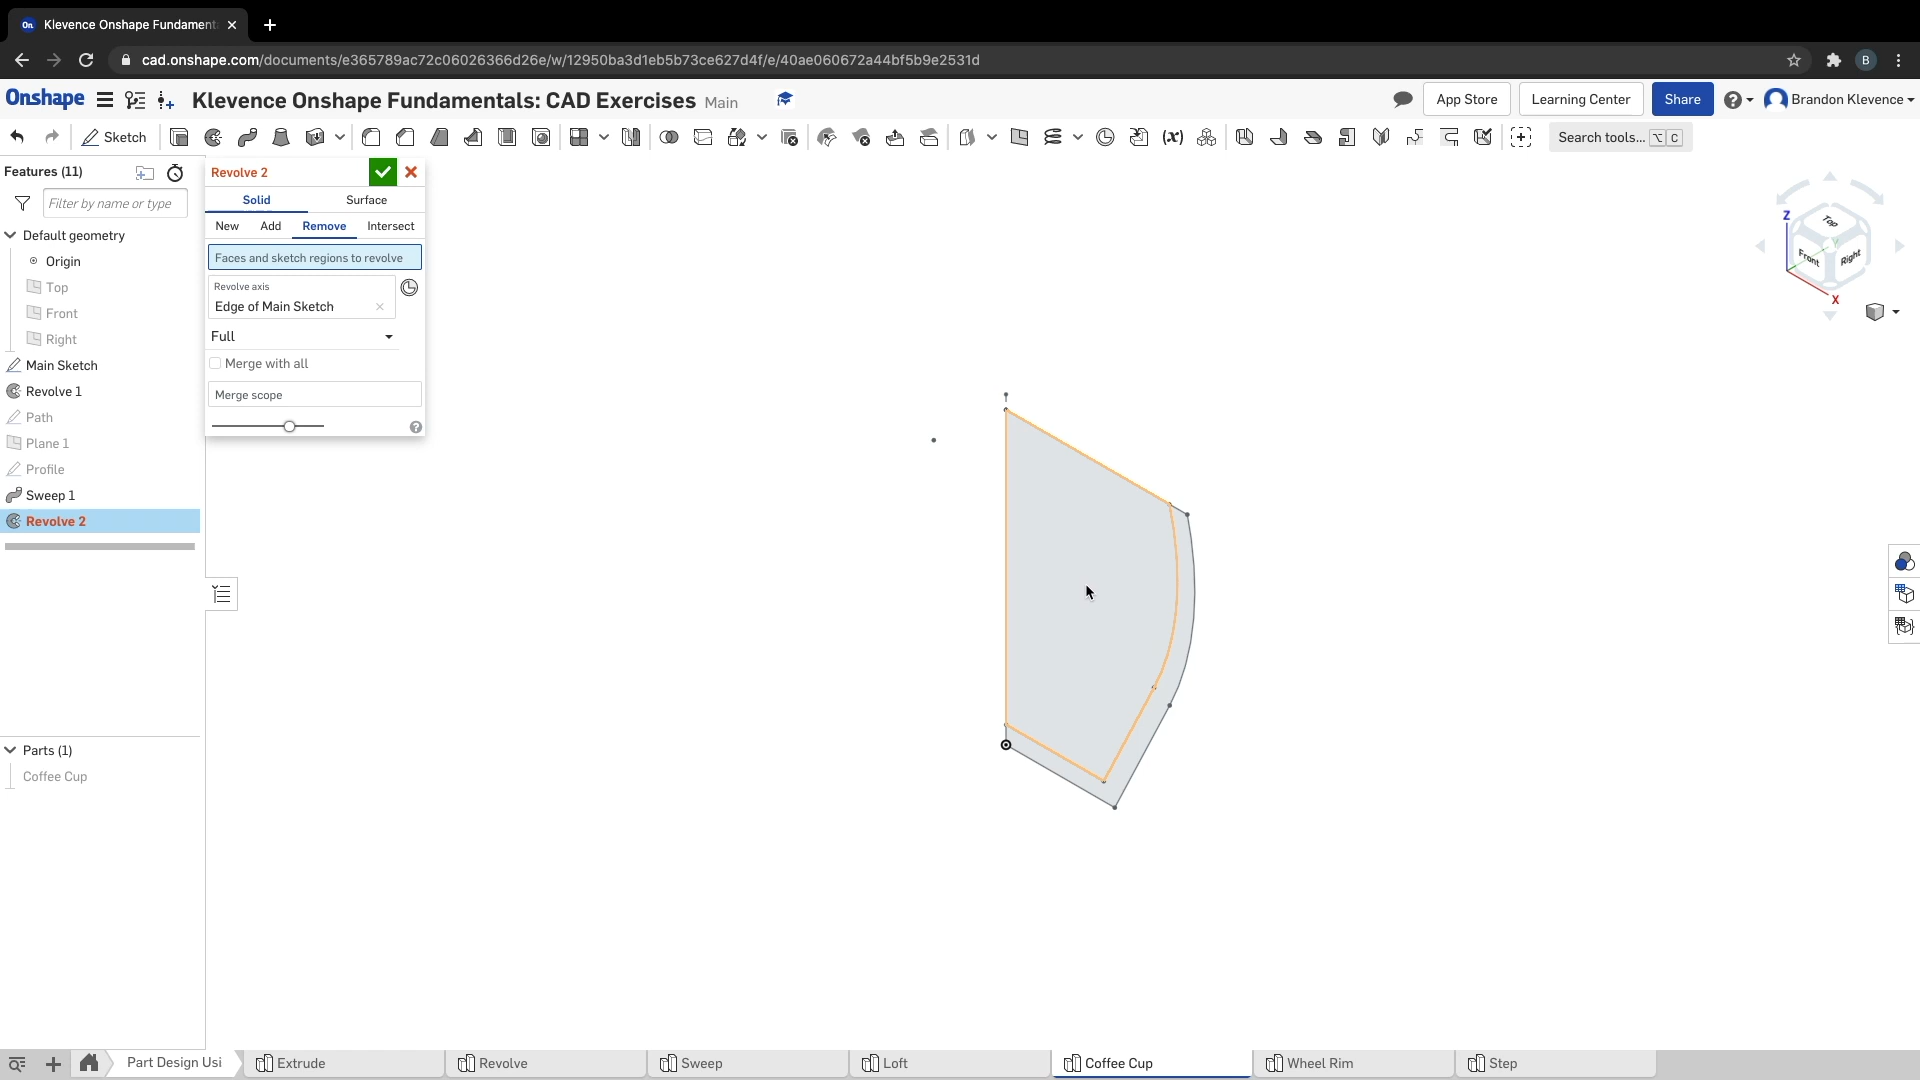 On Klevence Onshape Fundament
cad.onshape.com/documents/e365789ac72c06026366d26e/w/12950ba3d1eb5b73ce627d4f/e/40ae060672a44bf5b9e2531d
B
Onshape Klevence Onshape Fundamentals: CAD Exercises Main App Store Learning Center Share Brandon Klevence
Sketch (x) Search tools... ⌥ C
Features (11)
Filter by name or type
Default geometry
Origin
Top
Front
Right
Main Sketch
Revolve 1
Path
Plane 1
Profile
Sweep 1
Revolve 2
Parts (1)
Coffee Cup
Revolve 2
Solid Surface
New Add Remove Intersect
Faces and sketch regions to revolve
Revolve axis
Edge of Main Sketch
Full
Merge with all
Merge scope
Z
Top
Y
Front Right
X
Part Design Usi Extrude Revolve Sweep Loft Coffee Cup Wheel Rim Step